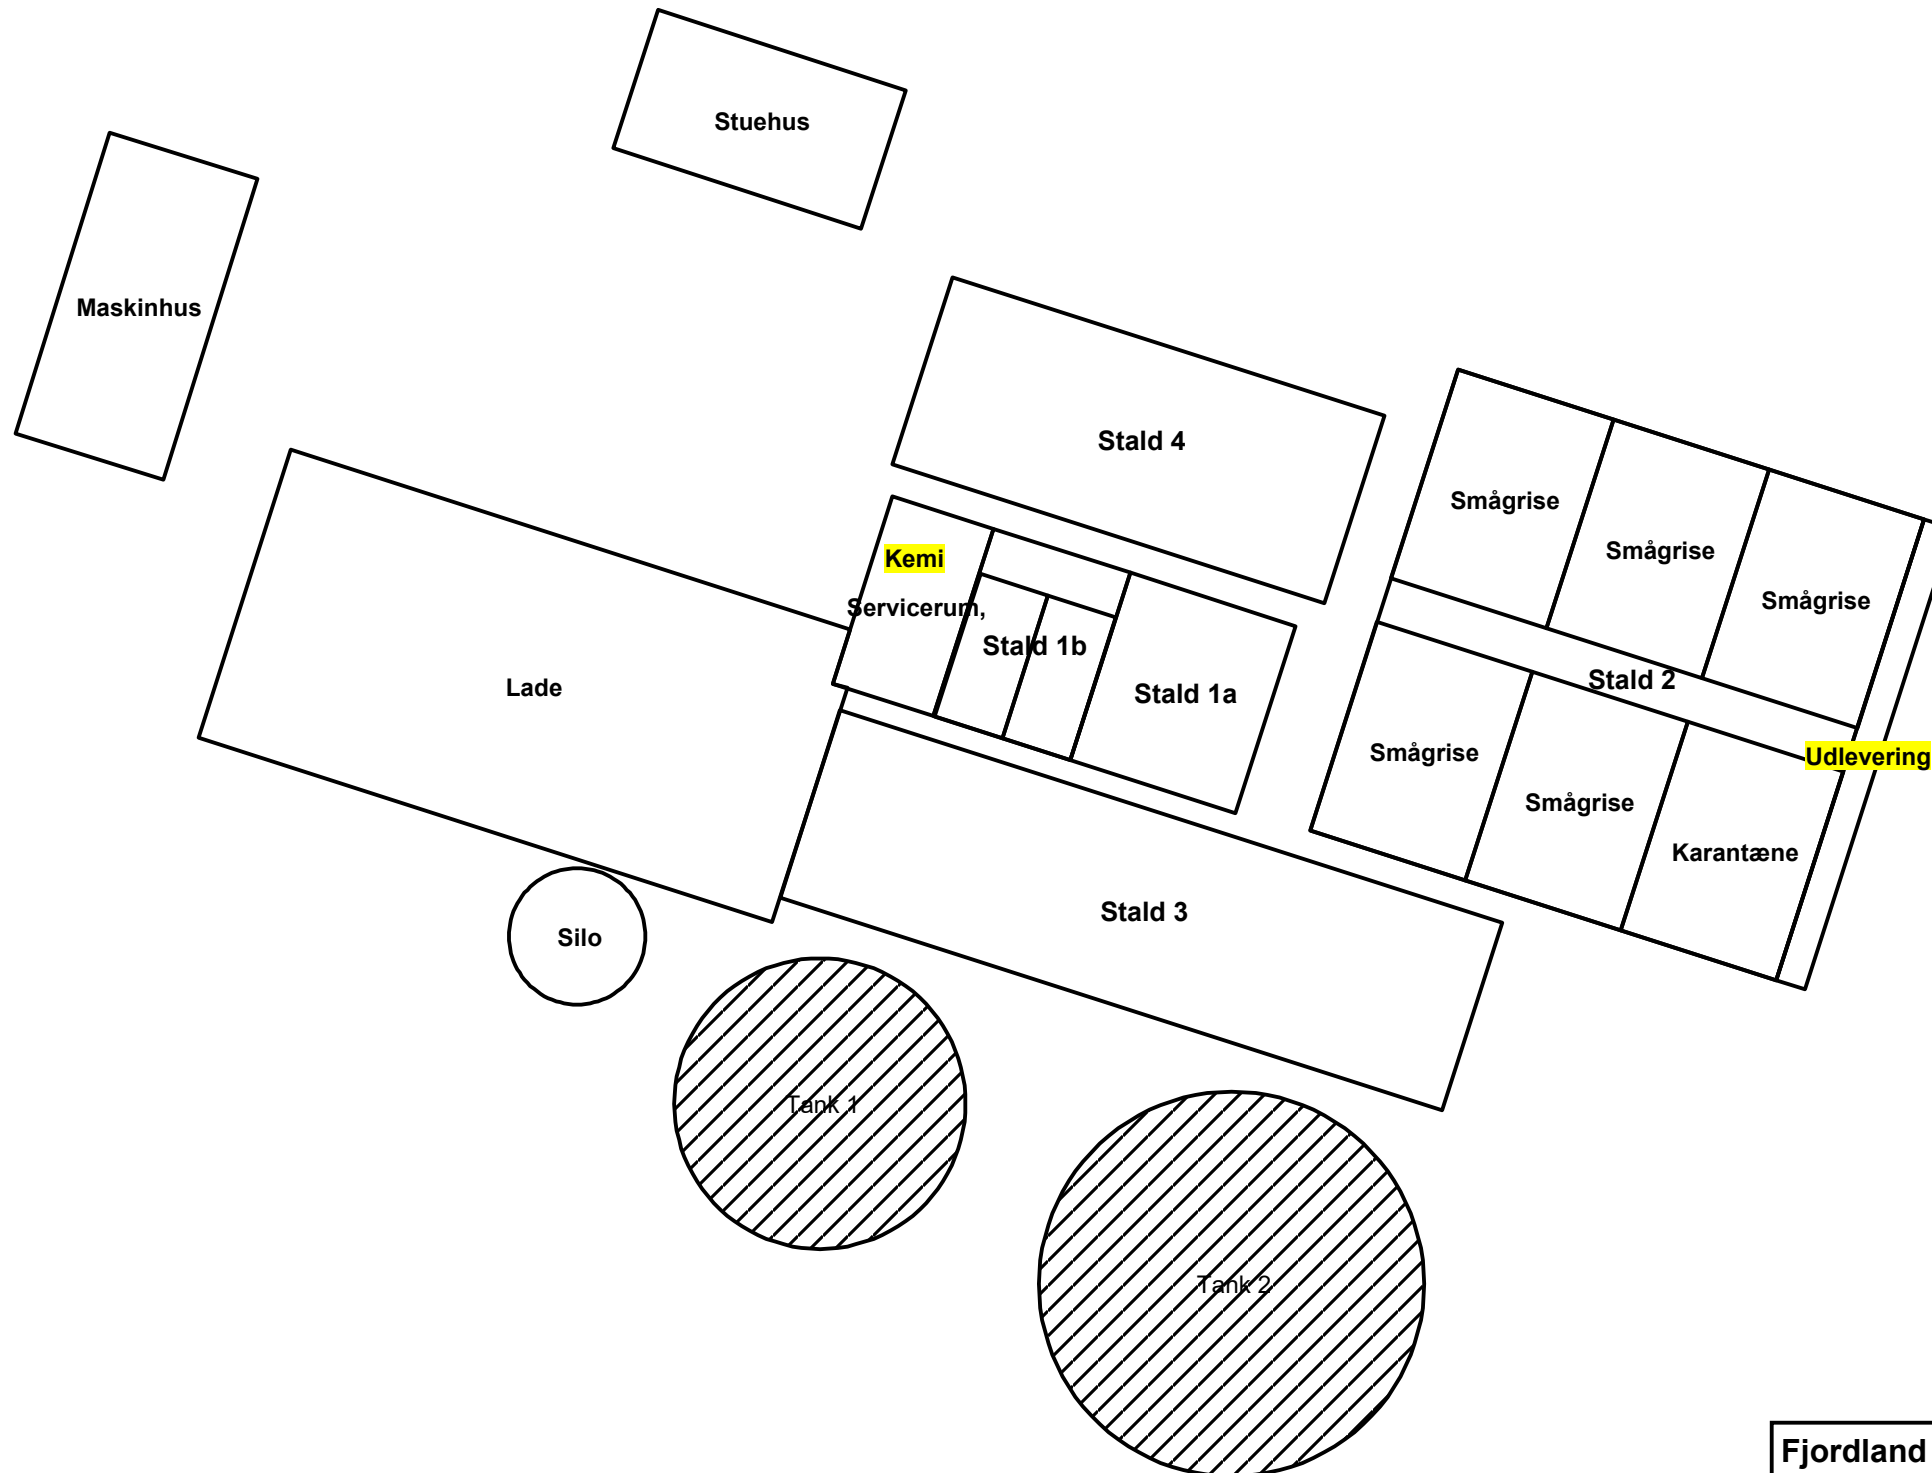 Stuehus
Maskinhus
Stald 4
Smågrise
Smågrise
Smågrise
Kemi
Servicerum,
Stald 1b
Stald 1a
Stald 2
Lade
Smågrise
Smågrise
Karantæne
Udlevering
Stald 3
Silo
Tank 1
Tank 2
Fjordland